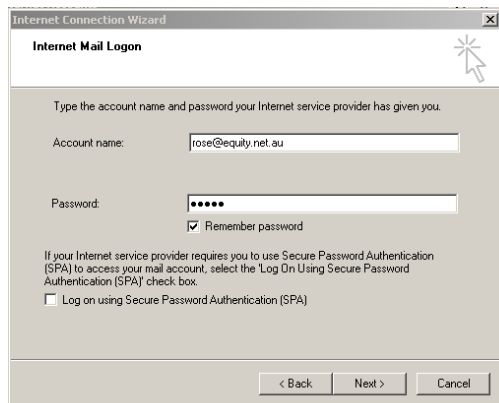 Internet Connection Wizard
Internet Mail Logon
Type the account name and password your Internet service provider has given you.
Account name:
rose@equity.net.au
Password:
●●●●●
Remember password
If your Internet service provider requires you to use Secure Password Authentication
(SPA) to access your mail account, select the 'Log On Using Secure Password
Authentication (SPA)' check box.
Log on using Secure Password Authentication (SPA)
< Back
Next >
Cancel